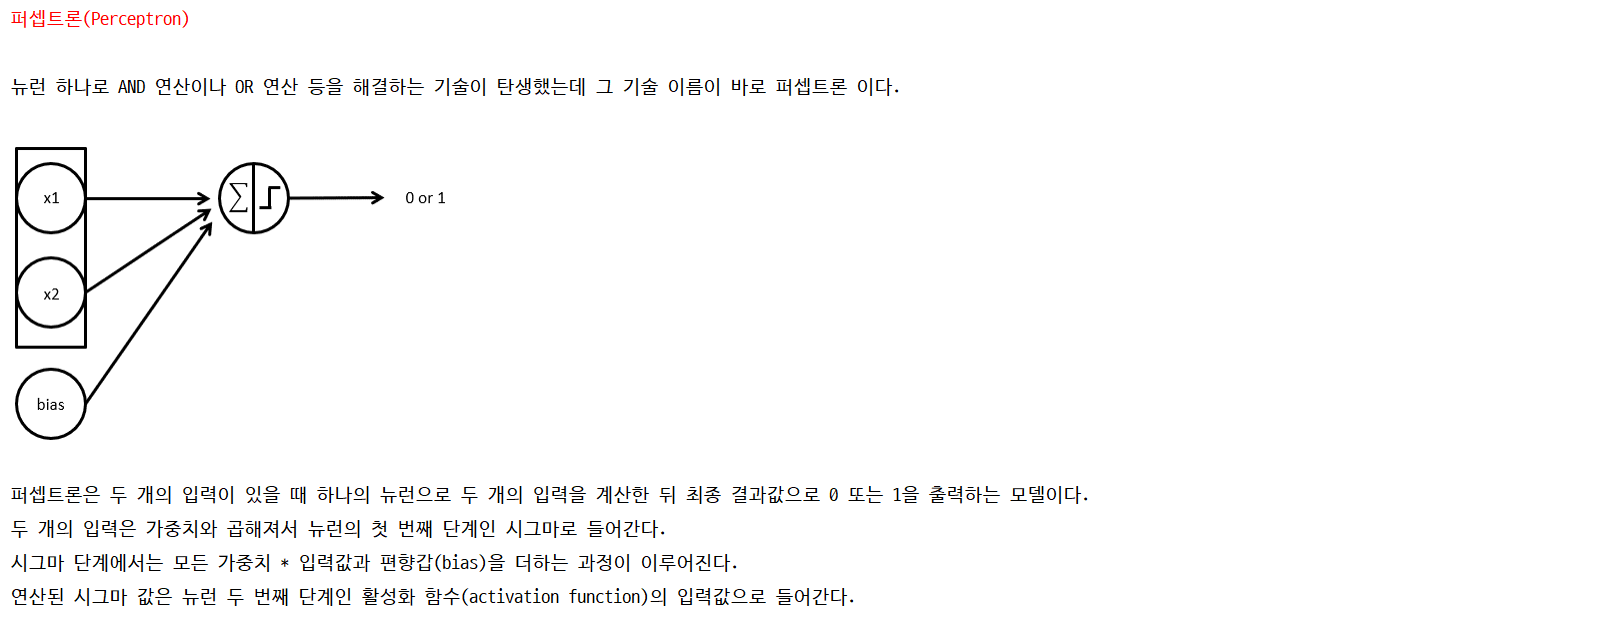 퍼셉트론(Perceptron)
뉴런 하나로 AND 연산이나 OR 연산 등을 해결하는 기술이 탄생했는데 그 기술 이름이 바로 퍼셉트론 이다.
x1
∑
0 or 1
x2
bias
퍼셉트론은 두 개의 입력이 있을 때 하나의 뉴런으로 두 개의 입력을 계산한 뒤 최종 결과값으로 0 또는 1을 출력하는 모델이다.
두 개의 입력은 가중치와 곱해져서 뉴런의 첫 번째 단계인 시그마로 들어간다.
시그마 단계에서는 모든 가중치 * 입력값과 편향갑(bias)을 더하는 과정이 이루어진다.
연산된 시그마 값은 뉴런 두 번째 단계인 활성화 함수(activation function)의 입력값으로 들어간다.